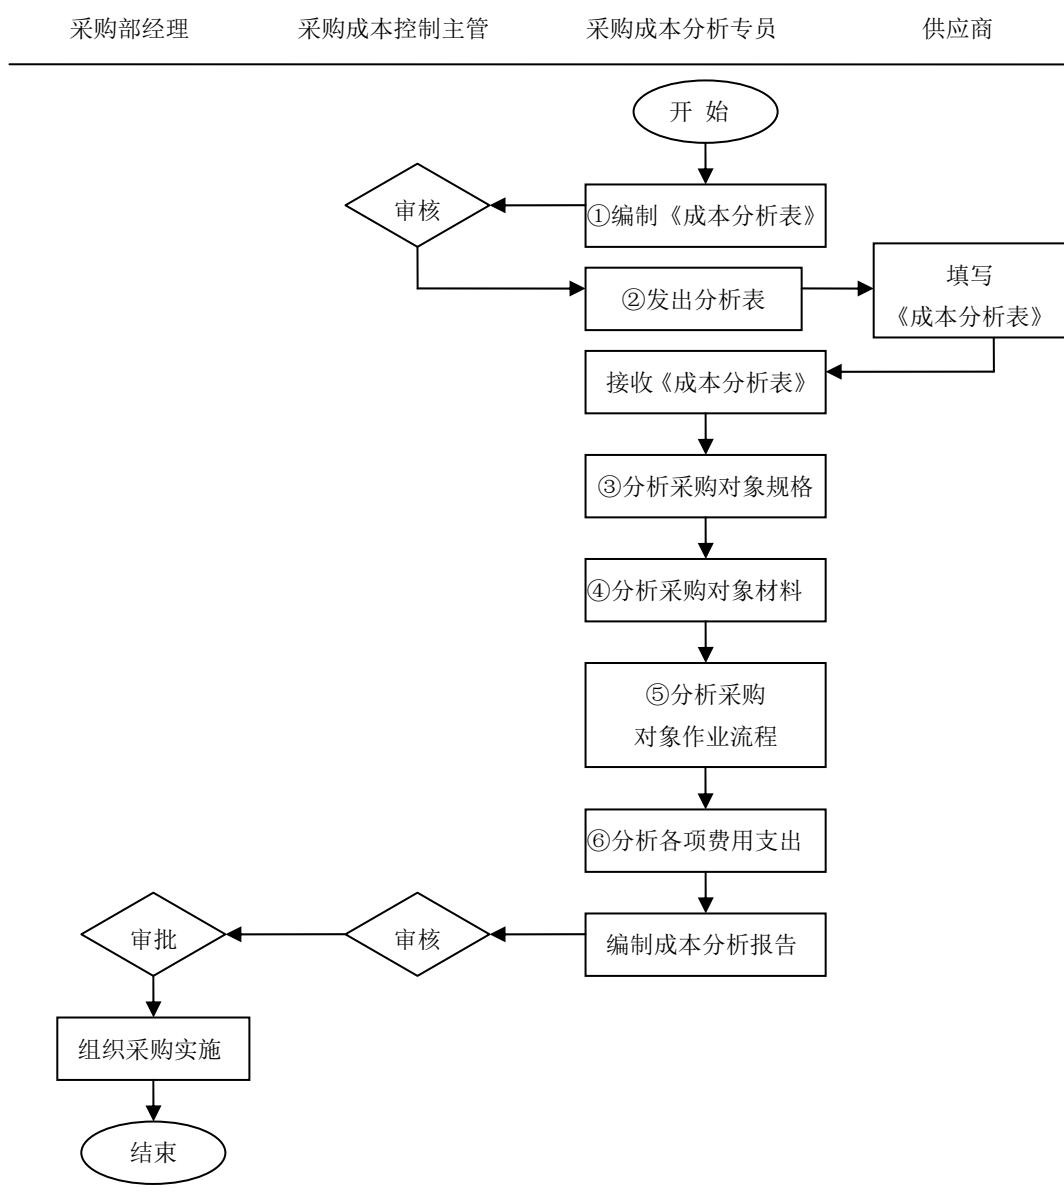 采购部经理 采购成本控制主管 采购成本分析专员 供应商
开 始
审核
①编制《成本分析表》
②发出分析表
填写
《成本分析表》
接收《成本分析表》
③分析采购对象规格
④分析采购对象材料
⑤分析采购
对象作业流程
⑥分析各项费用支出
审批
审核
编制成本分析报告
组织采购实施
结束